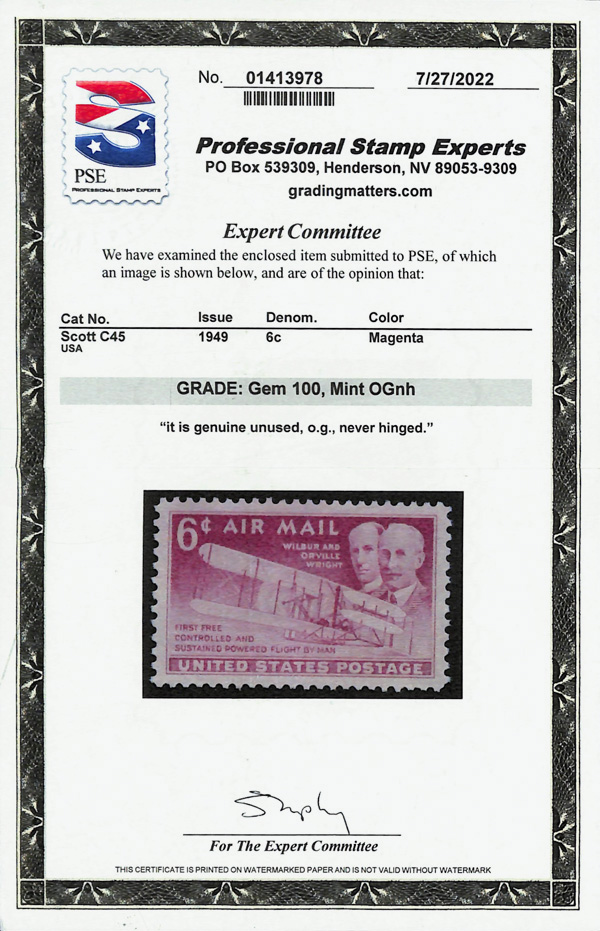 No. 01413978 7/27/2022
PSE
PROFESSIONAL STAMP EXPERTS
Professional Stamp Experts
PO Box 539309, Henderson, NV 89053-9309
gradingmatters.com
Expert Committee
We have examined the enclosed item submitted to PSE, of which
an image is shown below, and are of the opinion that:
Cat No. Issue Denom. Color
Scott C45 1949 6c Magenta
USA
GRADE: Gem 100, Mint OGnh
“it is genuine unused, o.g., never hinged.”
6¢ AIR MAIL
WILBUR AND
ORVILLE
WRIGHT
FIRST FREE
CONTROLLED AND
SUSTAINED POWERED FLIGHT BY MAN
UNITED STATES POSTAGE
For The Expert Committee
THIS CERTIFICATE IS PRINTED ON WATERMARKED PAPER AND IS NOT VALID WITHOUT WATERMARK